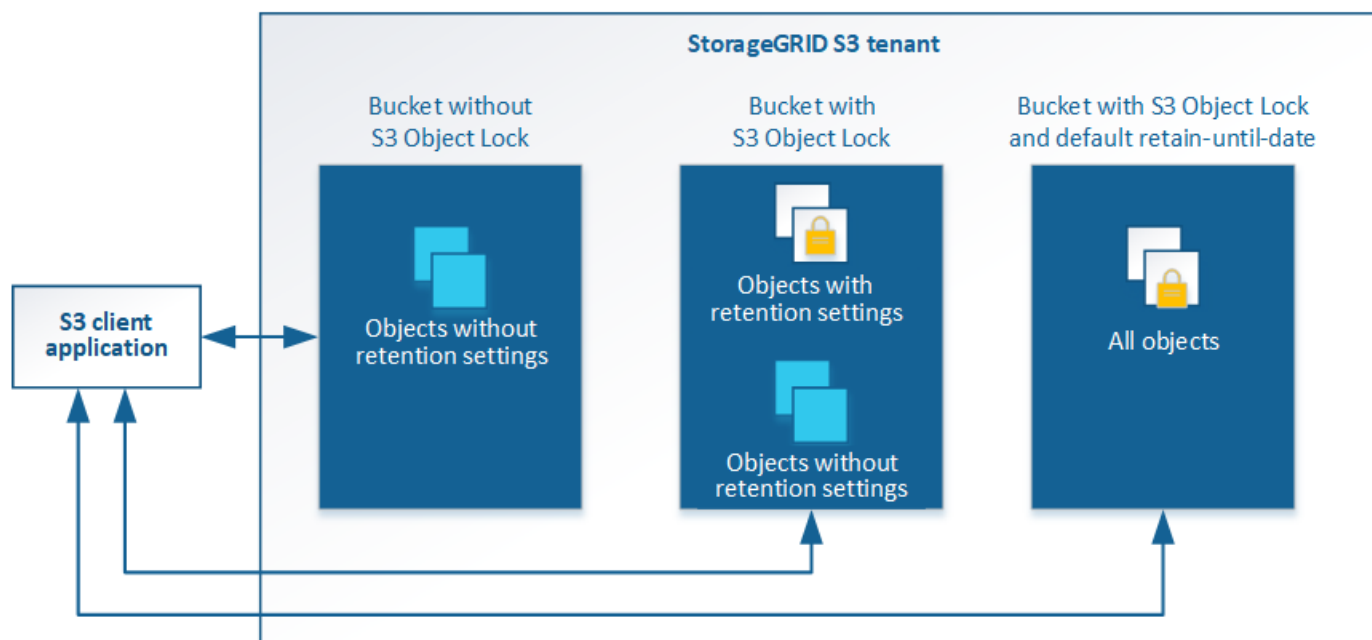 StorageGRID S3 tenant
Bucket without
S3 Object Lock
Bucket with
S3 Object Lock
Bucket with S3 Object Lock
and default retain-until-date
S3 client
application
Objects without
retention settings
Objects with
retention settings
Objects without
retention settings
All objects